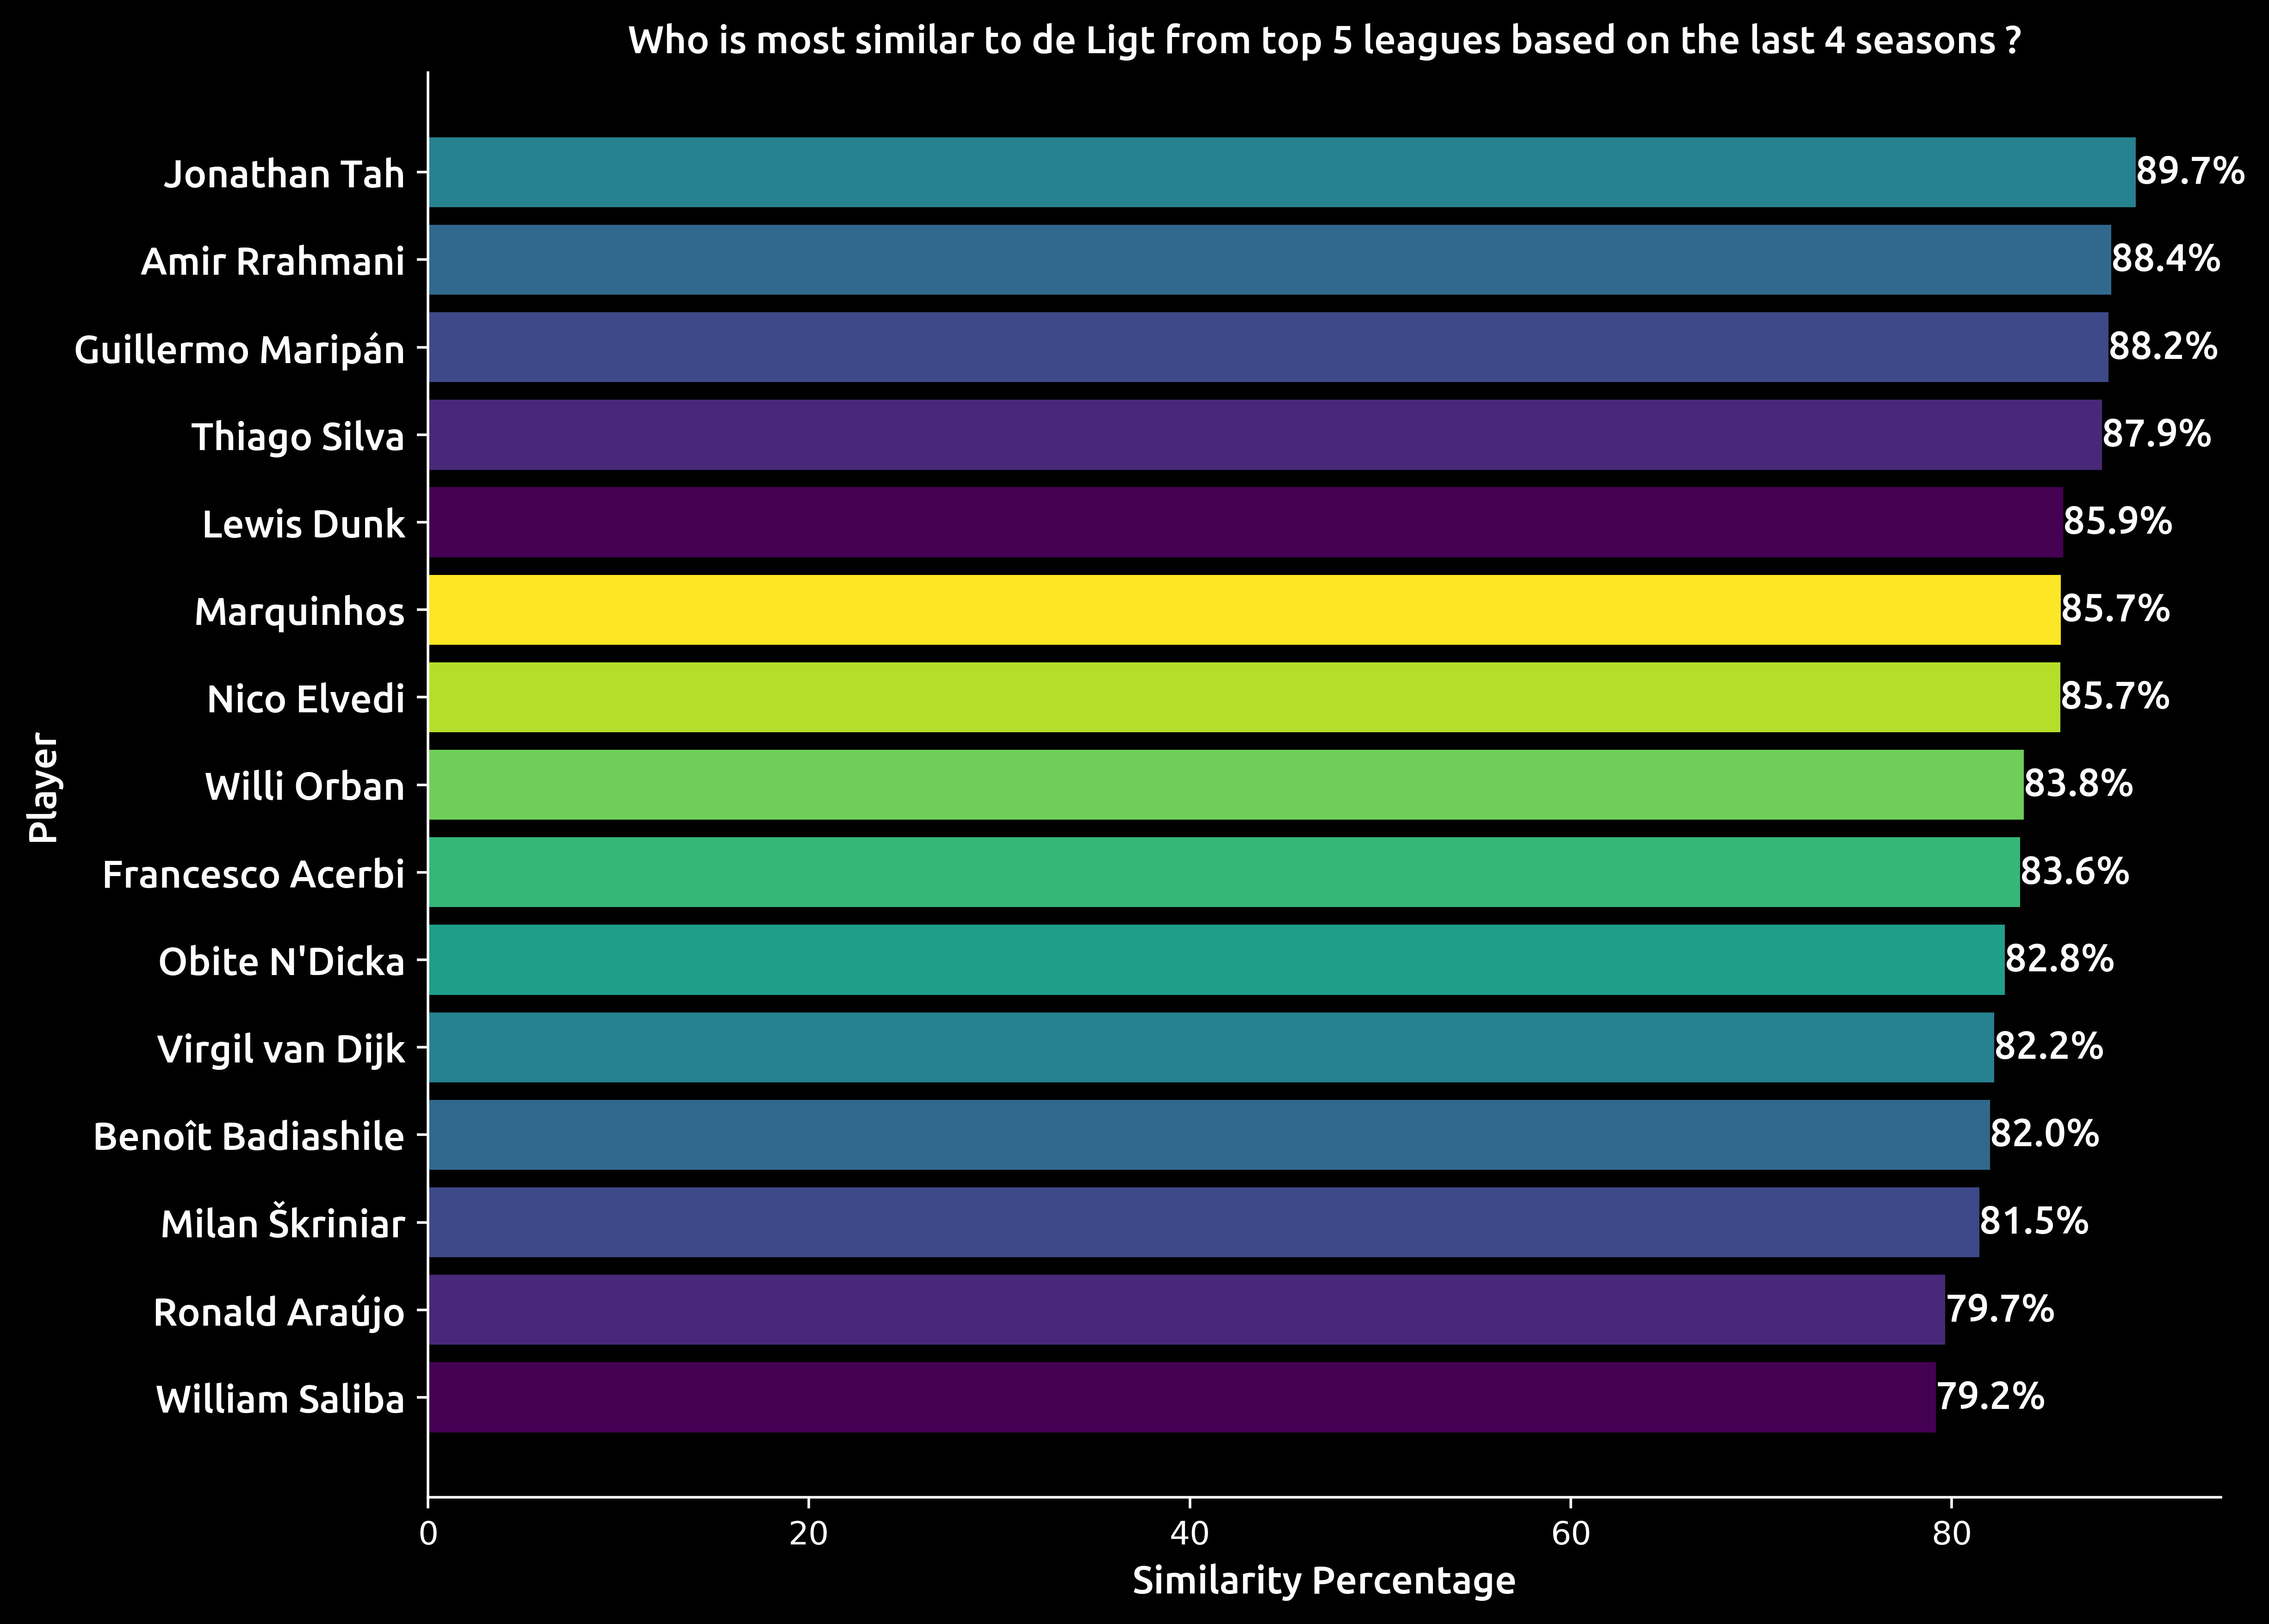 Who is most similar to de Ligt from top 5 leagues based on the last 4 seasons ?
Player
Jonathan Tah 89.7%
Amir Rrahmani 88.4%
Guillermo Maripán 88.2%
Thiago Silva 87.9%
Lewis Dunk 85.9%
Marquinhos 85.7%
Nico Elvedi 85.7%
Willi Orban 83.8%
Francesco Acerbi 83.6%
Obite N'Dicka 82.8%
Virgil van Dijk 82.2%
Benoît Badiashile 82.0%
Milan Škriniar 81.5%
Ronald Araújo 79.7%
William Saliba 79.2%
0 20 40 60 80
Similarity Percentage